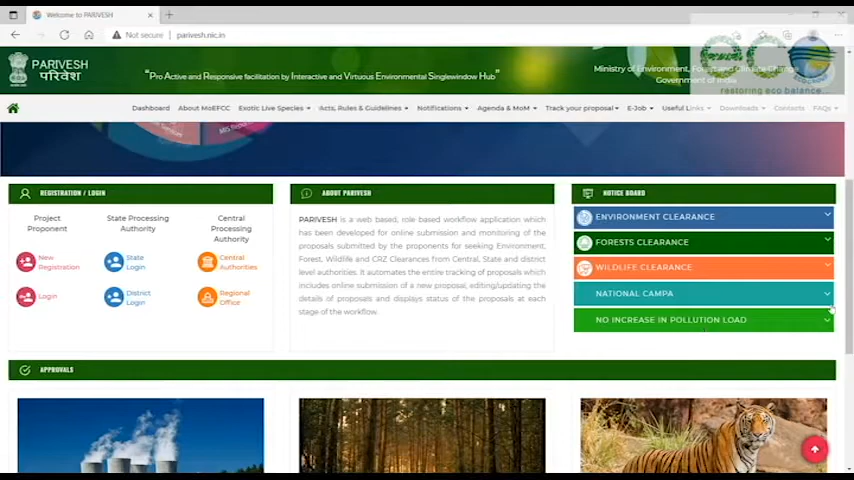 Welcome to PARIVESH
Not secure
parivesh.nic.in
PARIVESH
परिवेश
"Pro Active and Responsive facilitation by Interactive and Virtuous Environmental Singlewindow Hub"
Ministry of Environment, Forest and Climate Change
Government of India
restoring eco balance...
Dashboard
About MoEFCC
Exotic Live Species
Acts, Rules & Guidelines
Notifications
Agenda & MoM
Track your proposal
E-Job
Useful Links
Downloads
Contacts
FAQs
REGISTRATION / LOGIN
Project
Proponent
New
Registration
Login
State Processing
Authority
State
Login
District
Login
Central
Processing
Authority
Central
Authorities
Regional
Office
ABOUT PARIVESH
PARIVESH is a web based, role based workflow application which
has been developed for online submission and monitoring of the
proposals submitted by the proponents for seeking Environment,
Forest, Wildlife and CRZ Clearances from Central, State and district
level authorities. It automates the entire tracking of proposals which
includes online submission of a new proposal, editing/updating the
details of proposals and displays status of the proposals at each
stage of the workflow.
NOTICE BOARD
ENVIRONMENT CLEARANCE
FORESTS CLEARANCE
WILDLIFE CLEARANCE
NATIONAL CAMPA
NO INCREASE IN POLLUTION LOAD
APPROVALS